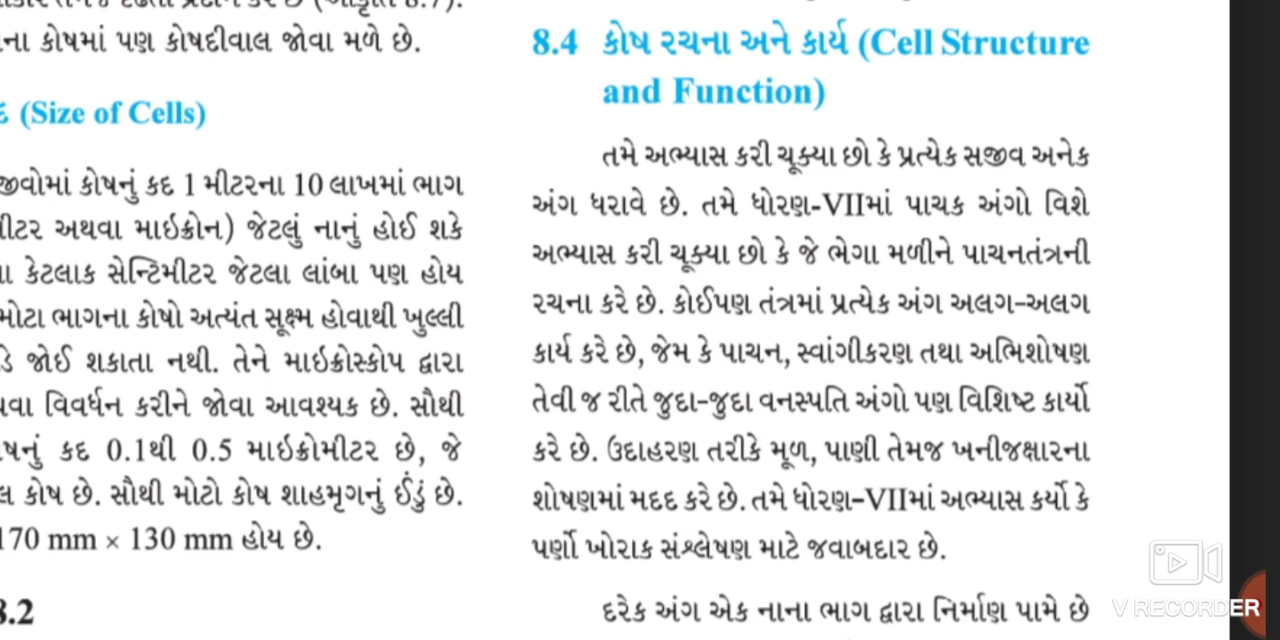 ના કોષમાં પણ કોષદીવાલ જોવા મળે છે.
(Size of Cells)
જીવોમાં કોષનું કદ 1 મીટરના 10 લાખમાં ભાગ
મીટર અથવા માઇક્રોન) જેટલું નાનું હોઈ શકે
કેટલાક સેન્ટિમીટર જેટલા લાંબા પણ હોય
મોટા ભાગના કોષો અત્યંત સૂક્ષ્મ હોવાથી ખુલ્લી
જોઈ શકાતા નથી. તેને માઇક્રોસ્કોપ દ્વારા
વિવર્ધન કરીને જોવા આવશ્યક છે. સૌથી
કદ 0.1થી 0.5 માઇક્રોમીટર છે, જે
કોષ છે. સૌથી મોટો કોષ શાહમૃગનું ઈંડું છે.
170 mm × 130 mm હોય છે.
8.2
8.4 કોષ રચના અને કાર્ય (Cell Structure
and Function)
તમે અભ્યાસ કરી ચૂક્યા છો કે પ્રત્યેક સજીવ અનેક
અંગ ધરાવે છે. તમે ધોરણ-VIIમાં પાચક અંગો વિશે
અભ્યાસ કરી ચૂક્યા છો કે જે ભેગા મળીને પાચનતંત્રની
રચના કરે છે. કોઈપણ તંત્રમાં પ્રત્યેક અંગ અલગ-અલગ
કાર્ય કરે છે, જેમ કે પાચન, સ્વાંગીકરણ તથા અભિશોષણ
તેવી જ રીતે જુદા-જુદા વનસ્પતિ અંગો પણ વિશિષ્ટ કાર્યો
કરે છે. ઉદાહરણ તરીકે મૂળ, પાણી તેમજ ખનીજક્ષારના
શોષણમાં મદદ કરે છે. તમે ધોરણ-VIIમાં અભ્યાસ કર્યો કે
પર્ણો ખોરાક સંશ્લેષણ માટે જવાબદાર છે.
દરેક અંગ એક નાના ભાગ દ્વારા નિર્માણ પામે છે
V RECORDER